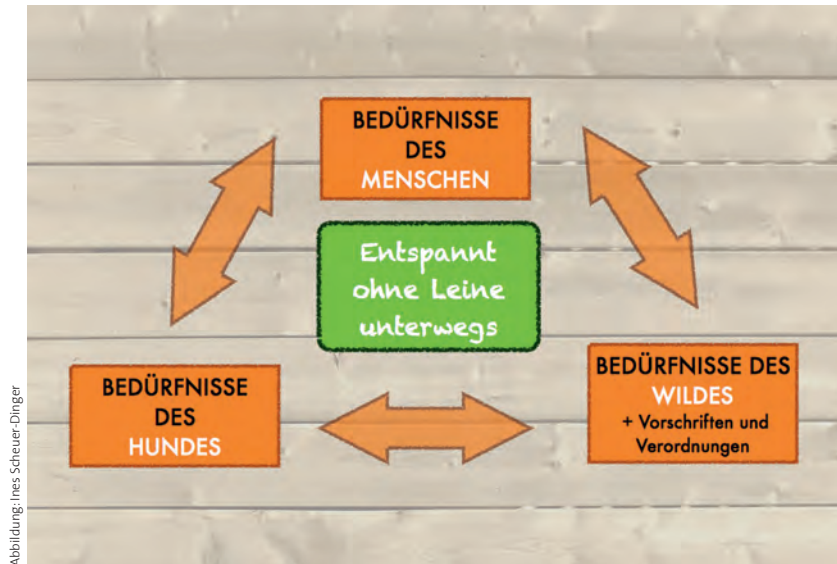 BEDÜRFNISSE
DES
MENSCHEN
Entspannt
ohne Leine
unterwegs
BEDÜRFNISSE
DES
HUNDES
BEDÜRFNISSE DES
WILDES
+ Vorschriften und
Verordnungen
Abbildung: Ines Scheuer-Dinger